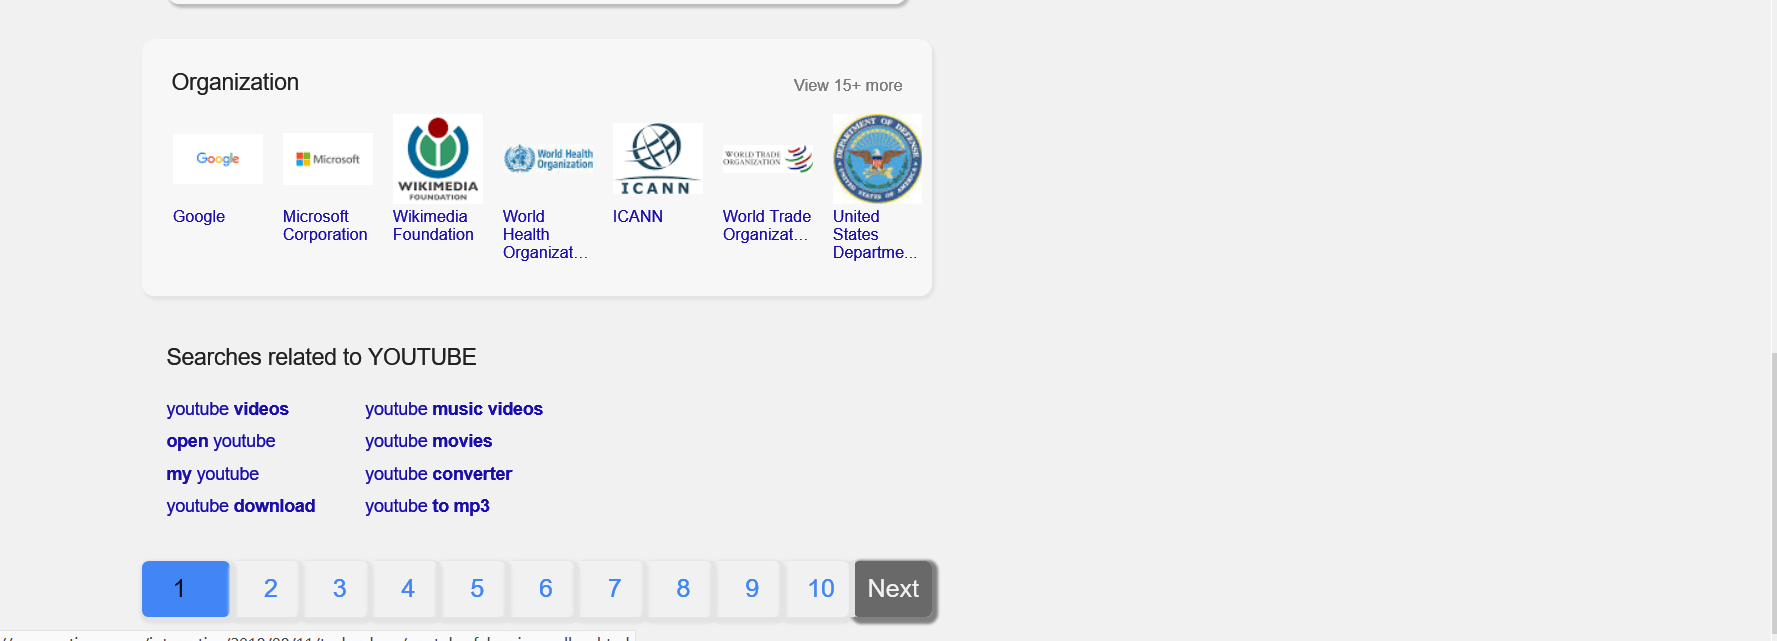 Organization
View 15+ more
Google
Microsoft
WIKIMEDIA
FOUNDATION
World Health
Organization
ICANN
WORLD TRADE
ORGANIZATION
DEPARTMENT OF DEFENSE
UNITED STATES OF AMERICA
Google
Microsoft
Corporation
Wikimedia
Foundation
World
Health
Organizat...
ICANN
World Trade
Organizat...
United
States
Departme...
Searches related to YOUTUBE
youtube videos
youtube music videos
open youtube
youtube movies
my youtube
youtube converter
youtube download
youtube to mp3
1 2 3 4 5 6 7 8 9 10 Next